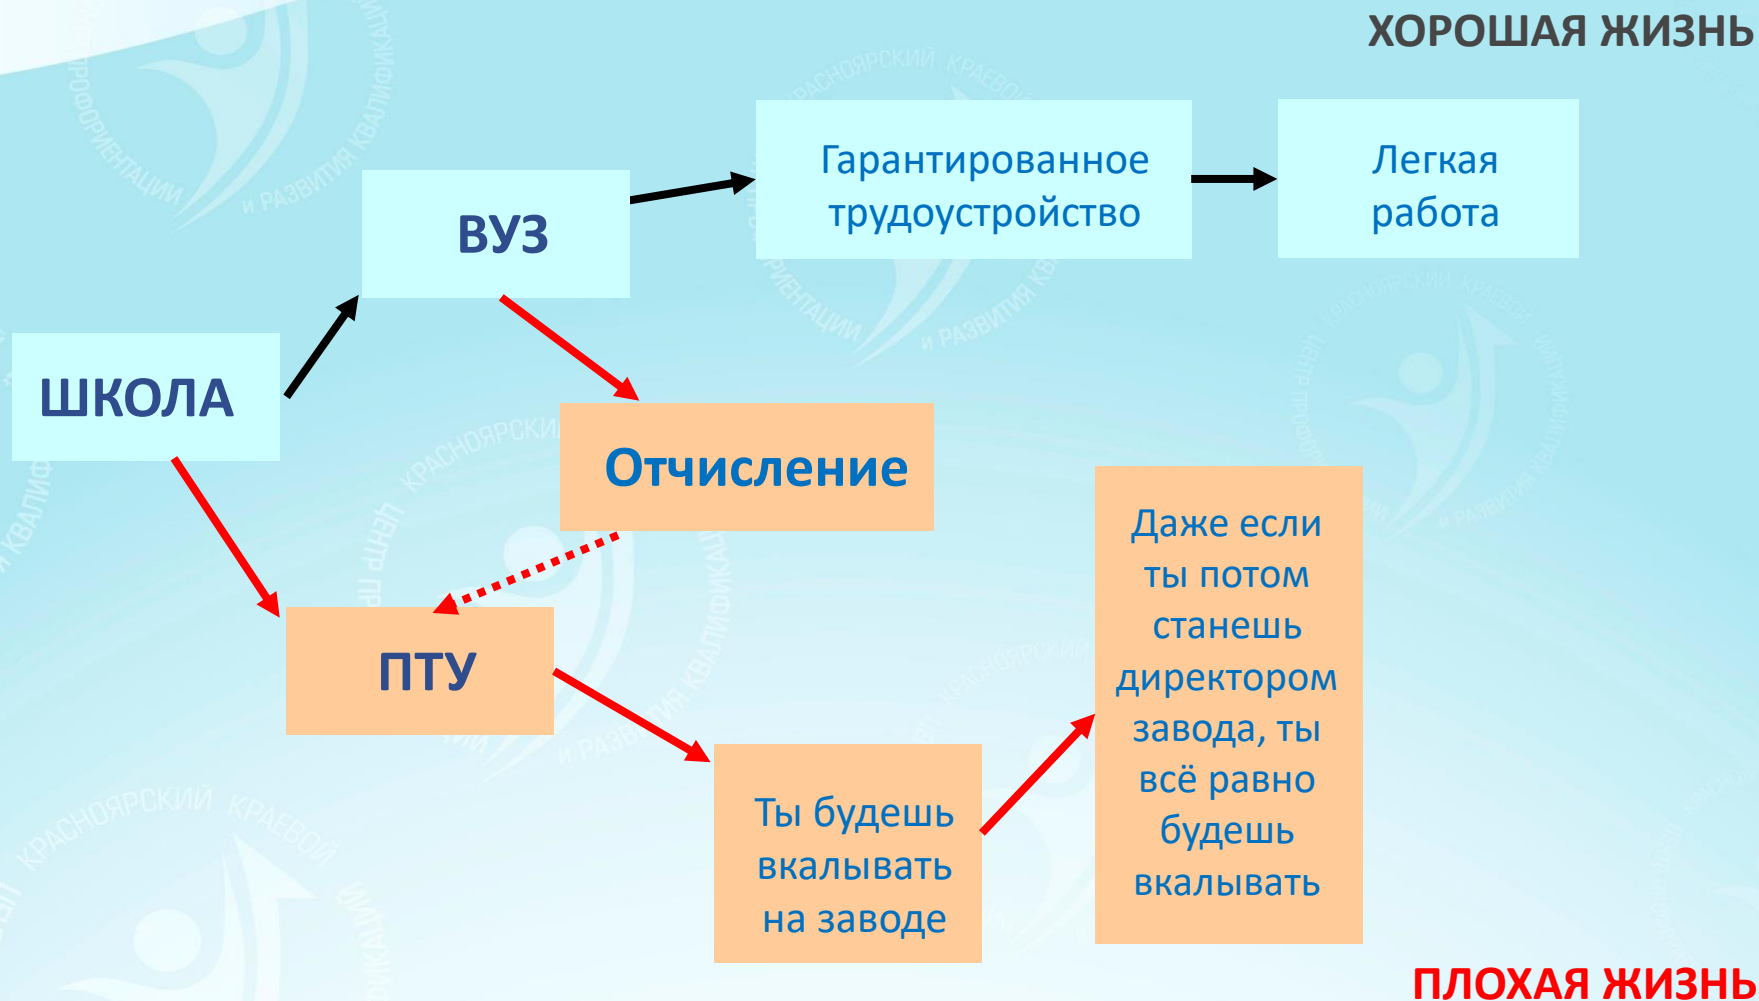 ХОРОШАЯ ЖИЗНЬ
Гарантированное
трудоустройство
Легкая
работа
ВУЗ
ШКОЛА
Отчисление
ПТУ
Ты будешь
вкалывать
на заводе
Даже если
ты потом
станешь
директором
завода, ты
всё равно
будешь
вкалывать
ПЛОХАЯ ЖИЗНЬ